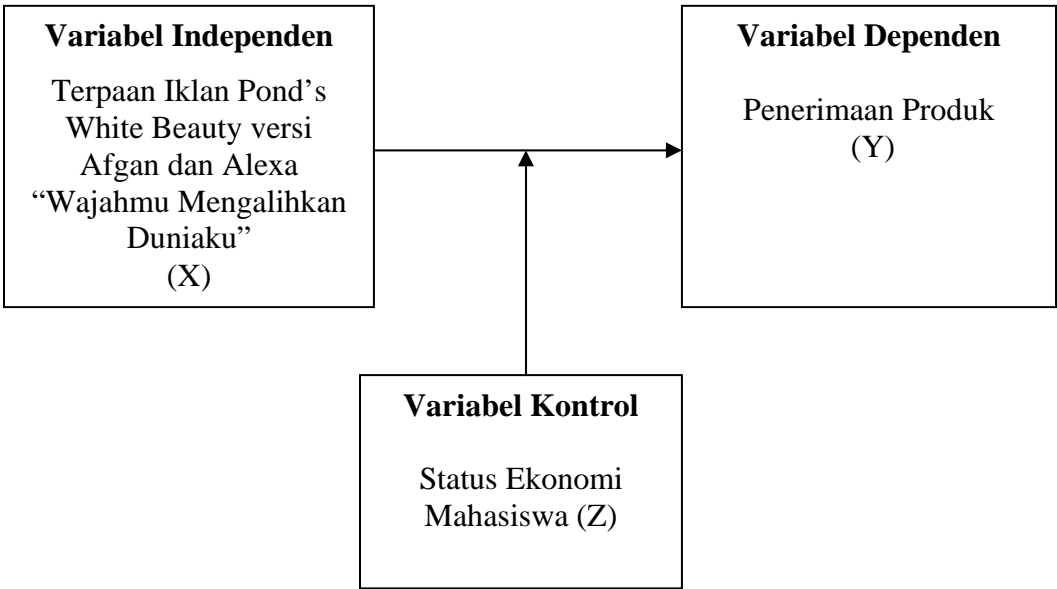 Variabel Independen
Terpaan Iklan Pond’s
White Beauty versi
Afgan dan Alexa
“Wajahmu Mengalihkan
Duniaku”
(X)
Variabel Dependen
Penerimaan Produk
(Y)
Variabel Kontrol
Status Ekonomi
Mahasiswa (Z)